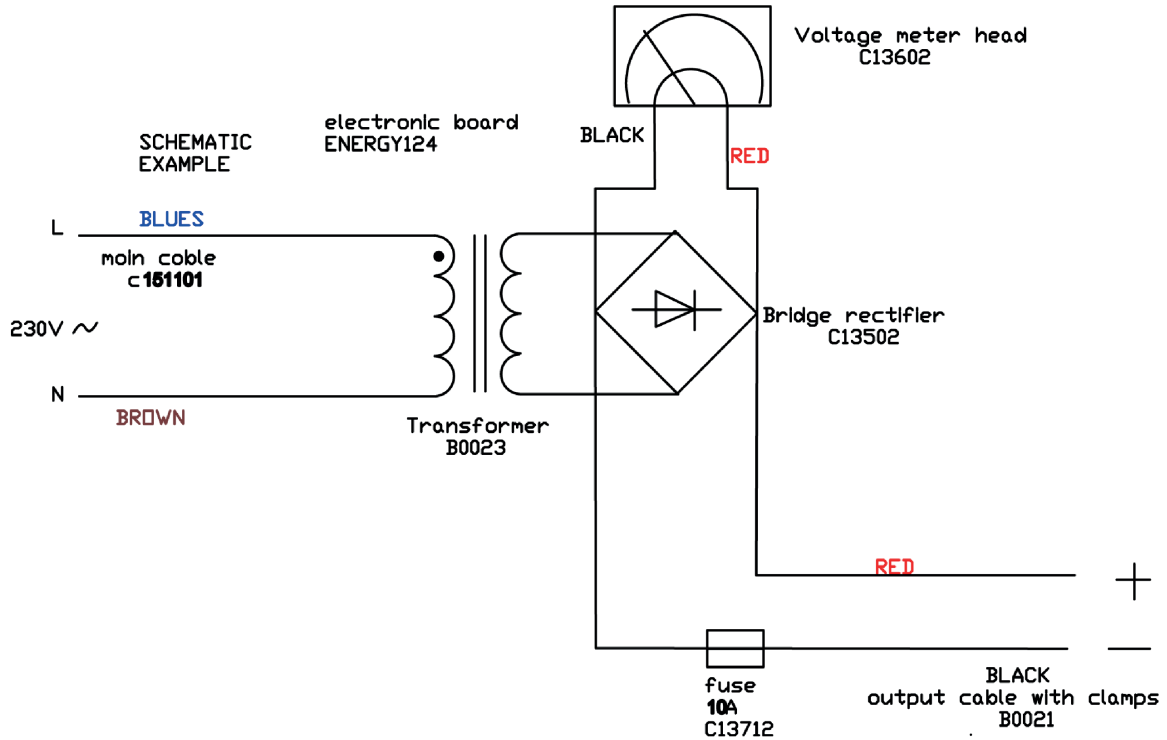 Voltage meter head
C13602
electronic board
ENERGY124
SCHEMATIC
EXAMPLE
BLACK
RED
L
BLUES
moln coble
c151101
230V ~
Bridge rectifier
C13502
N
BROWN
Transformer
B0023
RED
+
−
fuse
10A
C13712
BLACK
output cable with clamps
B0021